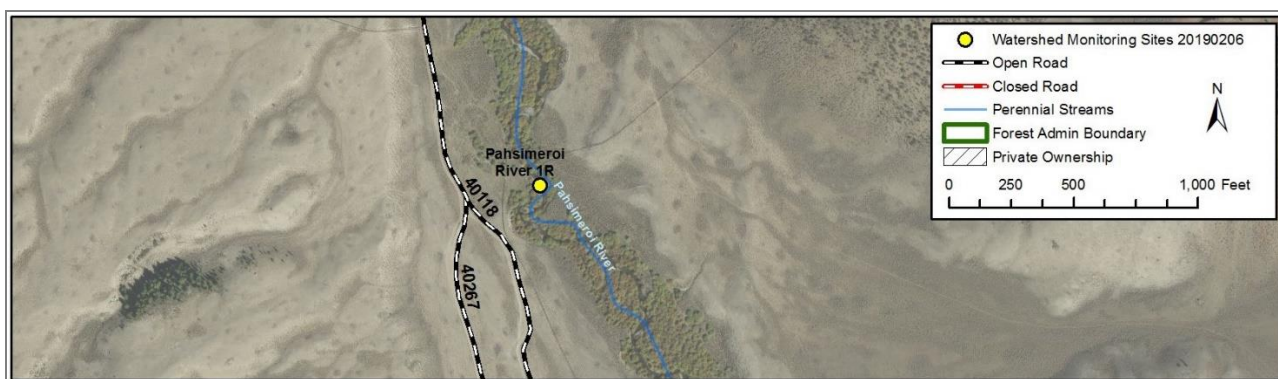 Watershed Monitoring Sites 20190206
Open Road
Closed Road
Perennial Streams
Forest Admin Boundary
Private Ownership
N
0 250 500 1,000 Feet
Pahsimeroi
River 1R
40118
Pahsimeroi River
40267